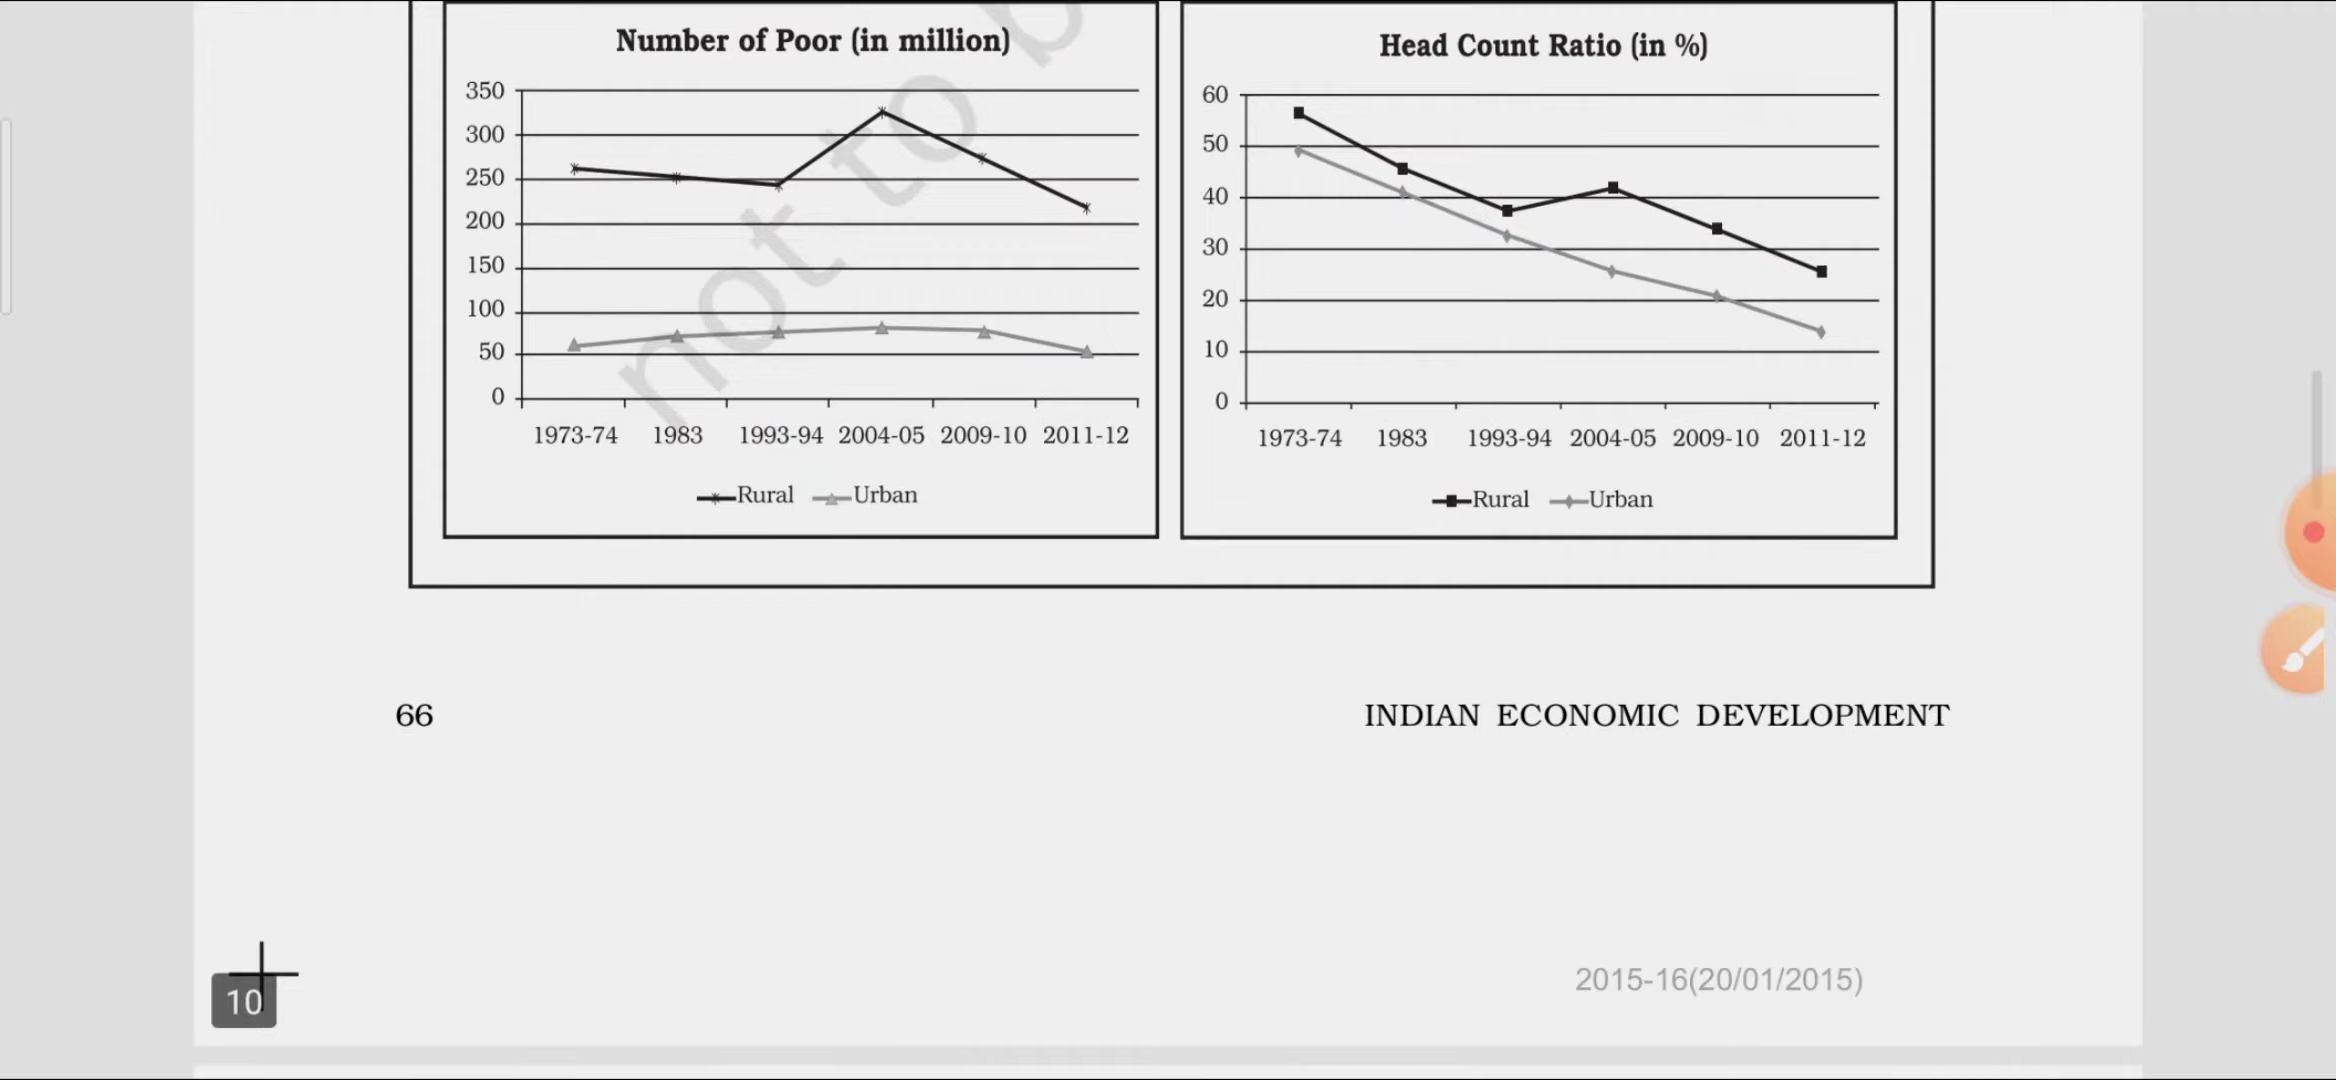 Number of Poor (in million)
350
300
250
200
150
100
50
0
1973-74 1983 1993-94 2004-05 2009-10 2011-12
Rural Urban
Head Count Ratio (in %)
60
50
40
30
20
10
0
1973-74 1983 1993-94 2004-05 2009-10 2011-12
Rural Urban
not to b
66 INDIAN ECONOMIC DEVELOPMENT
10
2015-16(20/01/2015)